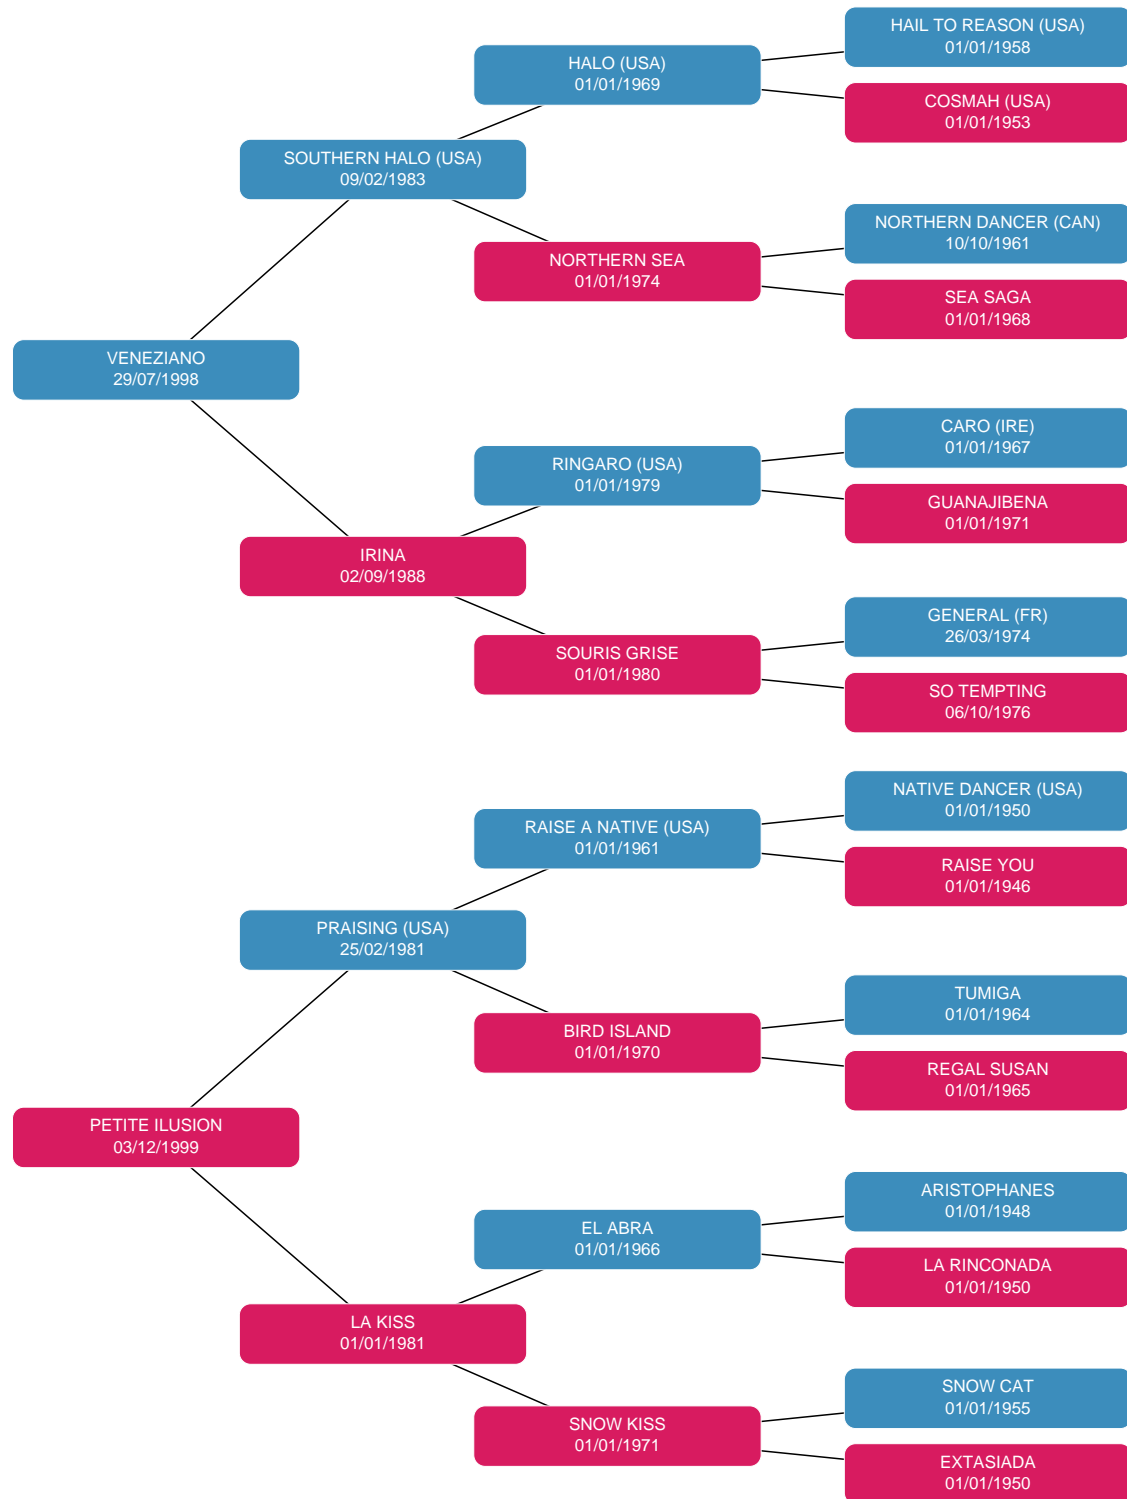 HAIL TO REASON (USA)
01/01/1958
HALO (USA)
01/01/1969
COSMAH (USA)
01/01/1953
SOUTHERN HALO (USA)
09/02/1983
NORTHERN DANCER (CAN)
10/10/1961
NORTHERN SEA
01/01/1974
SEA SAGA
01/01/1968
VENEZIANO
29/07/1998
CARO (IRE)
01/01/1967
RINGARO (USA)
01/01/1979
GUANAJIBENA
01/01/1971
IRINA
02/09/1988
GENERAL (FR)
26/03/1974
SOURIS GRISE
01/01/1980
SO TEMPTING
06/10/1976
NATIVE DANCER (USA)
01/01/1950
RAISE A NATIVE (USA)
01/01/1961
RAISE YOU
01/01/1946
PRAISING (USA)
25/02/1981
TUMIGA
01/01/1964
BIRD ISLAND
01/01/1970
REGAL SUSAN
01/01/1965
PETITE ILUSION
03/12/1999
ARISTOPHANES
01/01/1948
EL ABRA
01/01/1966
LA RINCONADA
01/01/1950
LA KISS
01/01/1981
SNOW CAT
01/01/1955
SNOW KISS
01/01/1971
EXTASIADA
01/01/1950